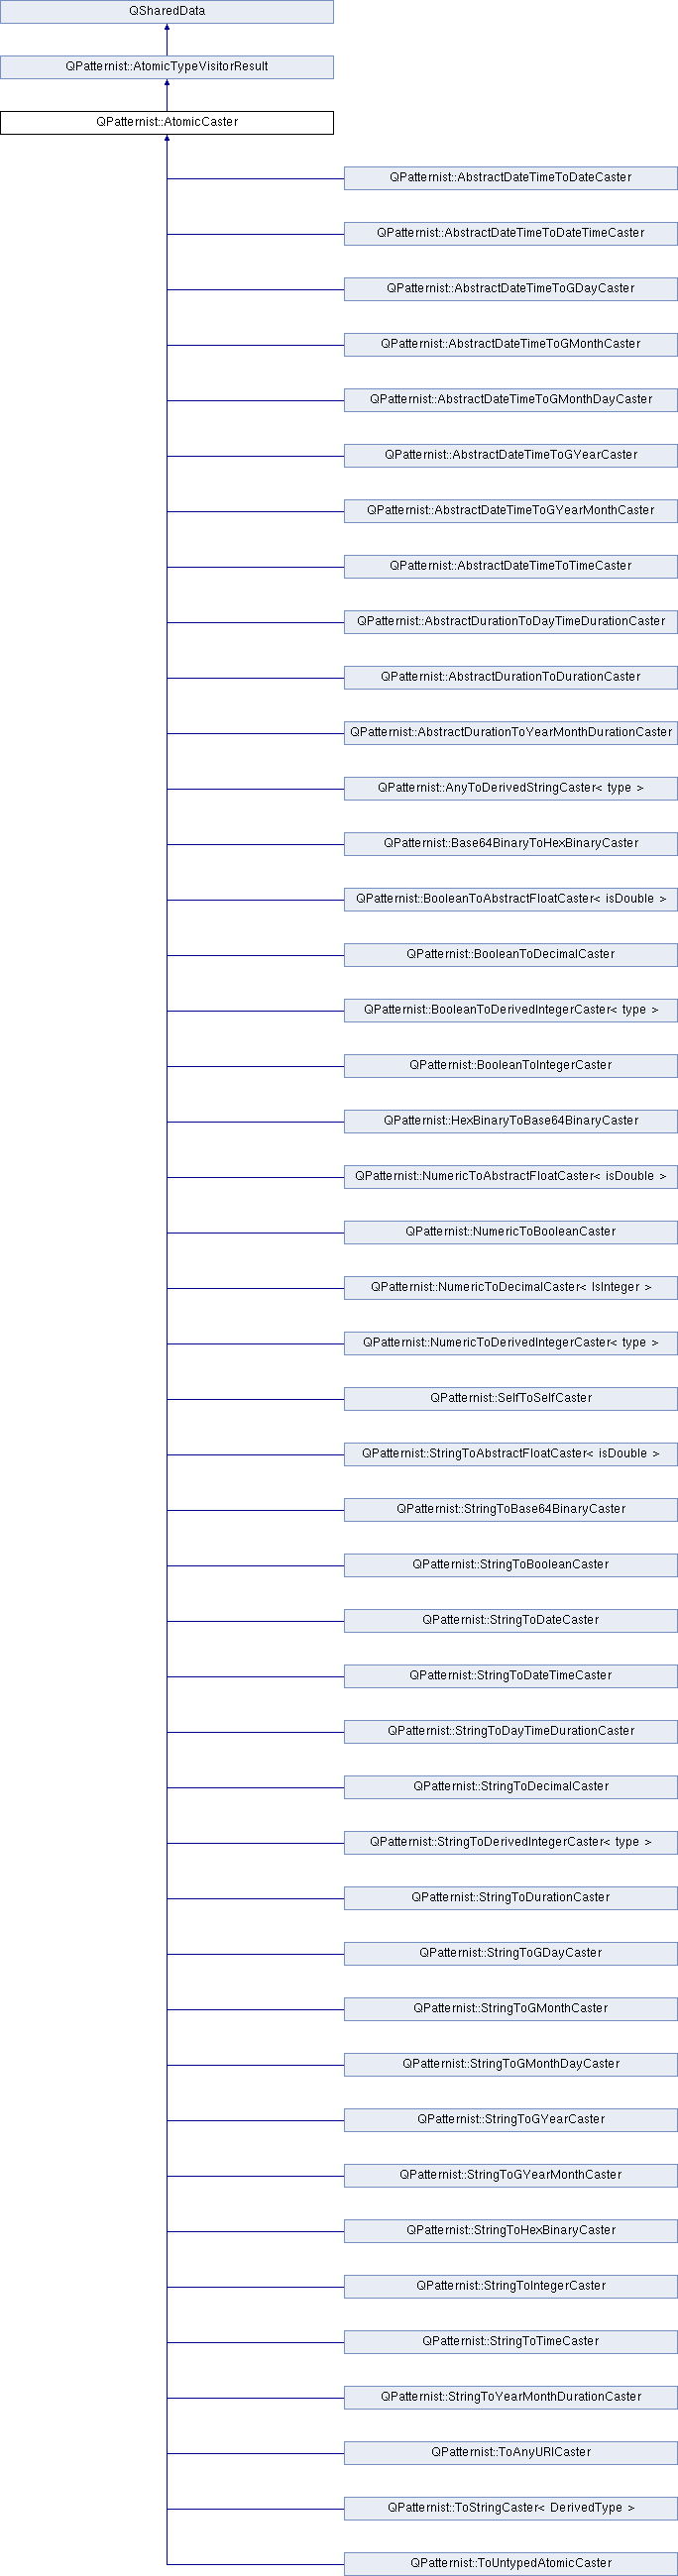 QSharedData
QPatternist::AtomicTypeVisitorResult
QPatternist::AtomicCaster
QPatternist::AbstractDateTimeToDateCaster
QPatternist::AbstractDateTimeToDateTimeCaster
QPatternist::AbstractDateTimeToGDayCaster
QPatternist::AbstractDateTimeToGMonthCaster
QPatternist::AbstractDateTimeToGMonthDayCaster
QPatternist::AbstractDateTimeToGYearCaster
QPatternist::AbstractDateTimeToGYearMonthCaster
QPatternist::AbstractDateTimeToTimeCaster
QPatternist::AbstractDurationToDayTimeDurationCaster
QPatternist::AbstractDurationToDurationCaster
QPatternist::AbstractDurationToYearMonthDurationCaster
QPatternist::AnyToDerivedStringCaster< type >
QPatternist::Base64BinaryToHexBinaryCaster
QPatternist::BooleanToAbstractFloatCaster< isDouble >
QPatternist::BooleanToDecimalCaster
QPatternist::BooleanToDerivedIntegerCaster< type >
QPatternist::BooleanToIntegerCaster
QPatternist::HexBinaryToBase64BinaryCaster
QPatternist::NumericToAbstractFloatCaster< isDouble >
QPatternist::NumericToBooleanCaster
QPatternist::NumericToDecimalCaster< IsInteger >
QPatternist::NumericToDerivedIntegerCaster< type >
QPatternist::SelfToSelfCaster
QPatternist::StringToAbstractFloatCaster< isDouble >
QPatternist::StringToBase64BinaryCaster
QPatternist::StringToBooleanCaster
QPatternist::StringToDateCaster
QPatternist::StringToDateTimeCaster
QPatternist::StringToDayTimeDurationCaster
QPatternist::StringToDecimalCaster
QPatternist::StringToDerivedIntegerCaster< type >
QPatternist::StringToDurationCaster
QPatternist::StringToGDayCaster
QPatternist::StringToGMonthCaster
QPatternist::StringToGMonthDayCaster
QPatternist::StringToGYearCaster
QPatternist::StringToGYearMonthCaster
QPatternist::StringToHexBinaryCaster
QPatternist::StringToIntegerCaster
QPatternist::StringToTimeCaster
QPatternist::StringToYearMonthDurationCaster
QPatternist::ToAnyURICaster
QPatternist::ToStringCaster< DerivedType >
QPatternist::ToUntypedAtomicCaster